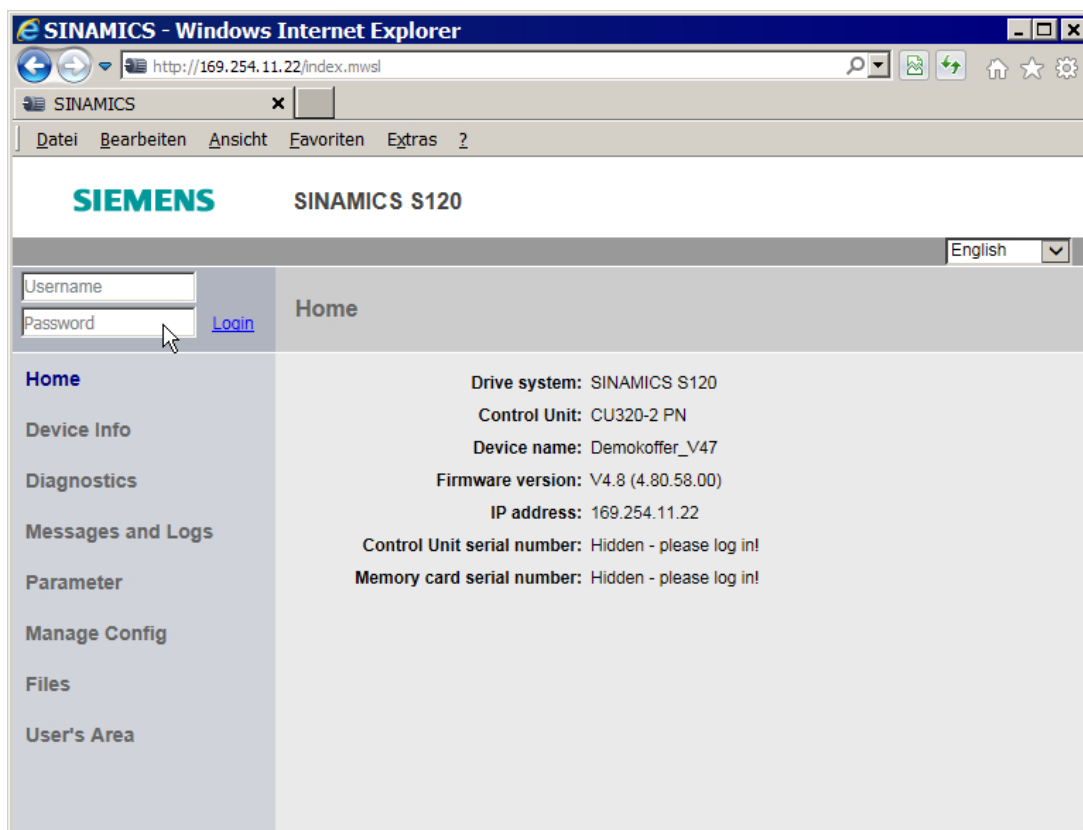 SINAMICS - Windows Internet Explorer
http://169.254.11.22/index.mwsl
SINAMICS
Datei Bearbeiten Ansicht Favoriten Extras ?
SIEMENS SINAMICS S120
English
Username
Password Login
Home
Home
Device Info
Diagnostics
Messages and Logs
Parameter
Manage Config
Files
User's Area
Drive system: SINAMICS S120
Control Unit: CU320-2 PN
Device name: Demokoffer_V47
Firmware version: V4.8 (4.80.58.00)
IP address: 169.254.11.22
Control Unit serial number: Hidden - please log in!
Memory card serial number: Hidden - please log in!